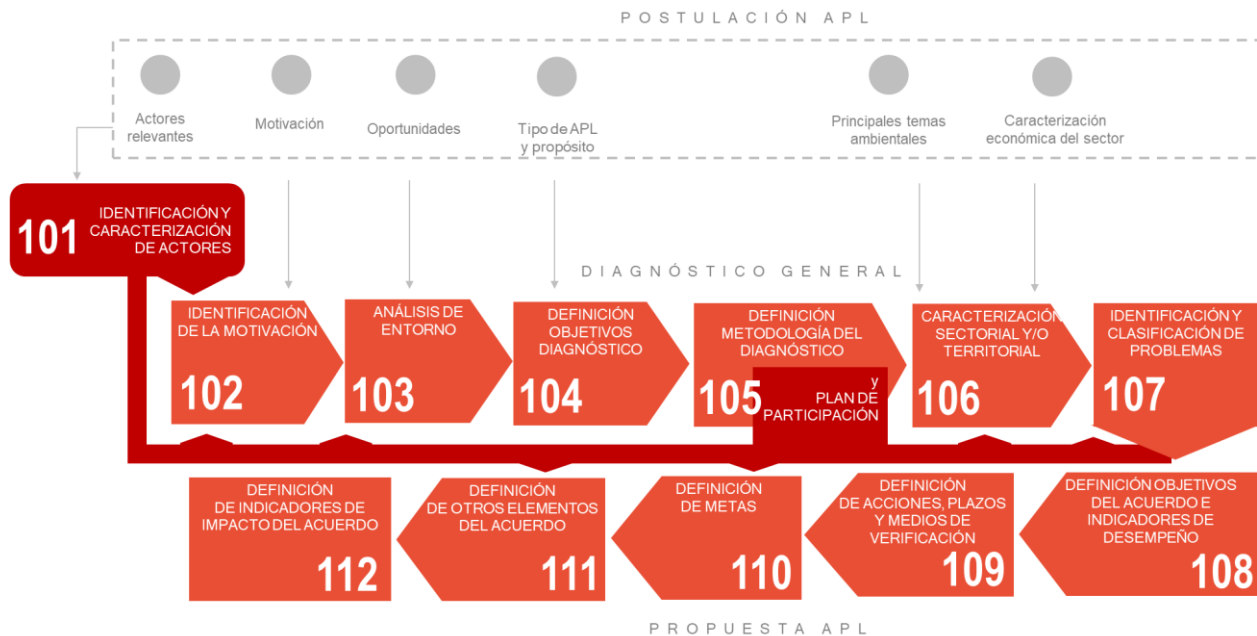 POSTULACIÓN APL
Actores
relevantes
Motivación
Oportunidades
Tipo de APL
y propósito
Principales temas
ambientales
Caracterización
económica del sector
101
IDENTIFICACIÓN Y
CARACTERIZACIÓN
DE ACTORES
DIAGNÓSTICO GENERAL
IDENTIFICACIÓN
DE LA MOTIVACIÓN
102
ANÁLISIS DE
ENTORNO
103
DEFINICIÓN
OBJETIVOS
DIAGNÓSTICO
104
DEFINICIÓN
METODOLOGÍA DEL
DIAGNÓSTICO
105
y
PLAN DE
PARTICIPACIÓN
CARACTERIZACIÓN
SECTORIAL Y/O
TERRITORIAL
106
IDENTIFICACIÓN Y
CLASIFICACIÓN DE
PROBLEMAS
107
DEFINICIÓN
DE INDICADORES DE
IMPACTO DEL ACUERDO
112
DEFINICIÓN
DE OTROS ELEMENTOS
DEL ACUERDO
111
DEFINICIÓN
DE METAS
110
DEFINICIÓN
DE ACCIONES, PLAZOS
Y MEDIOS DE
VERIFICACIÓN
109
DEFINICIÓN OBJETIVOS
DEL ACUERDO E
INDICADORES DE
DESEMPEÑO
108
PROPUESTA APL